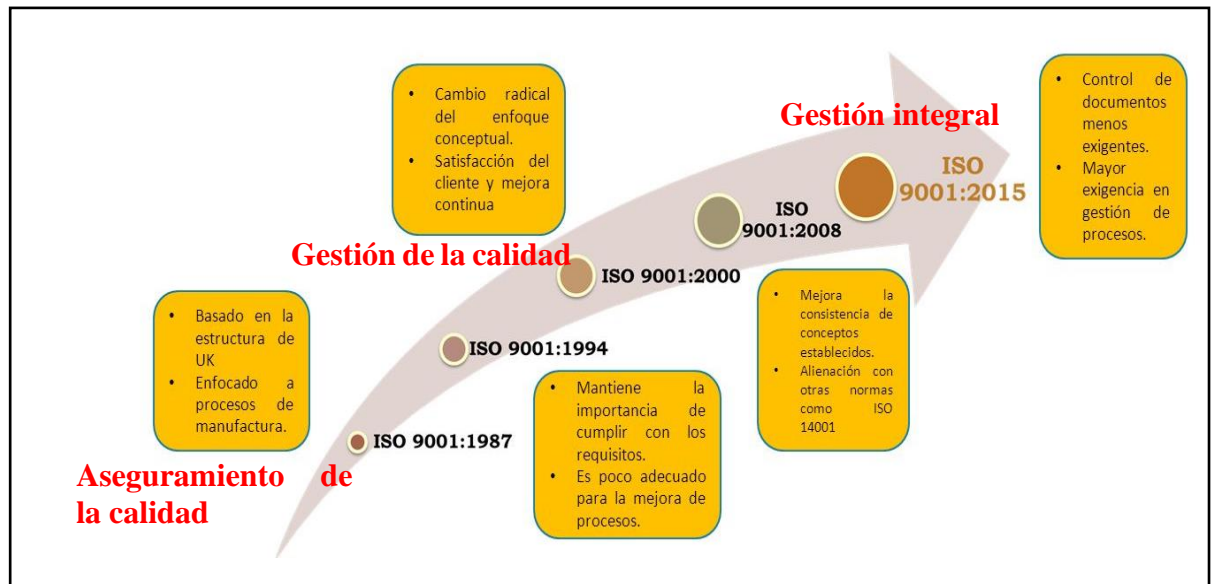 • Basado en la
estructura de
UK
• Enfocado a
procesos de
manufactura.
Aseguramiento de
la calidad
ISO 9001:1987
ISO 9001:1994
• Mantiene la
importancia de
cumplir con los
requisitos.
• Es poco adecuado
para la mejora de
procesos.
• Cambio radical
del enfoque
conceptual.
• Satisfacción del
cliente y mejora
continua
Gestión de la calidad
ISO 9001:2000
ISO
9001:2008
• Mejora la
consistencia de
conceptos
establecidos.
• Alienación con
otras normas
como ISO
14001
Gestión integral
ISO
9001:2015
• Control de
documentos
menos
exigentes.
• Mayor
exigencia en
gestión de
procesos.